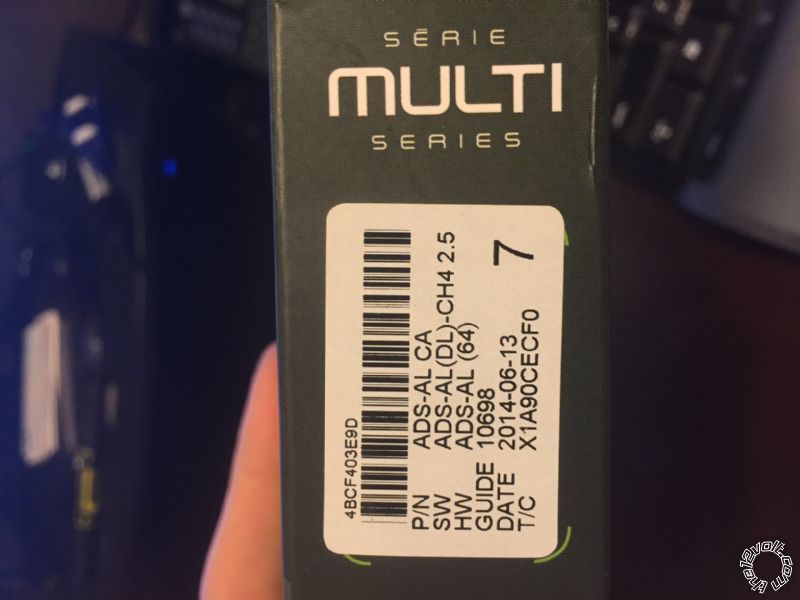 SÉRIE
MULTI
SERIES
4BCF403E9D
P/N ADS-AL CA
SW ADS-AL(DL)-CH4 2.5
HW ADS-AL (64)
GUIDE 10698
DATE 2014-06-13
T/C X1A90CECF0
7
the12volt.com